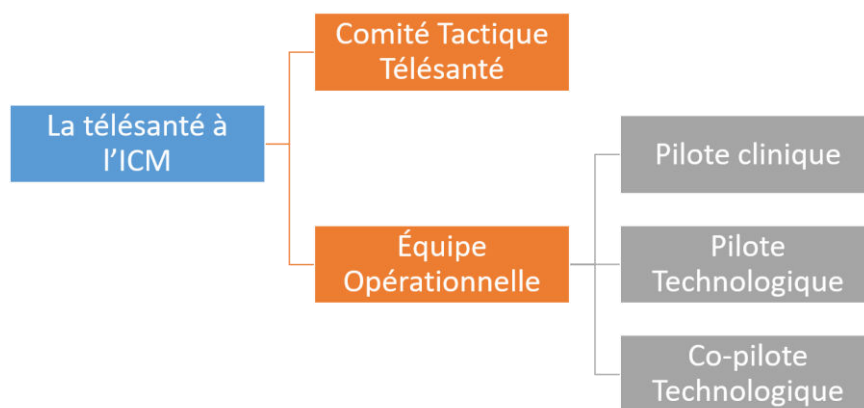 Comité Tactique
Télésanté
La télésanté à
l'ICM
Pilote clinique
Équipe
Opérationnelle
Pilote
Technologique
Co-pilote
Technologique